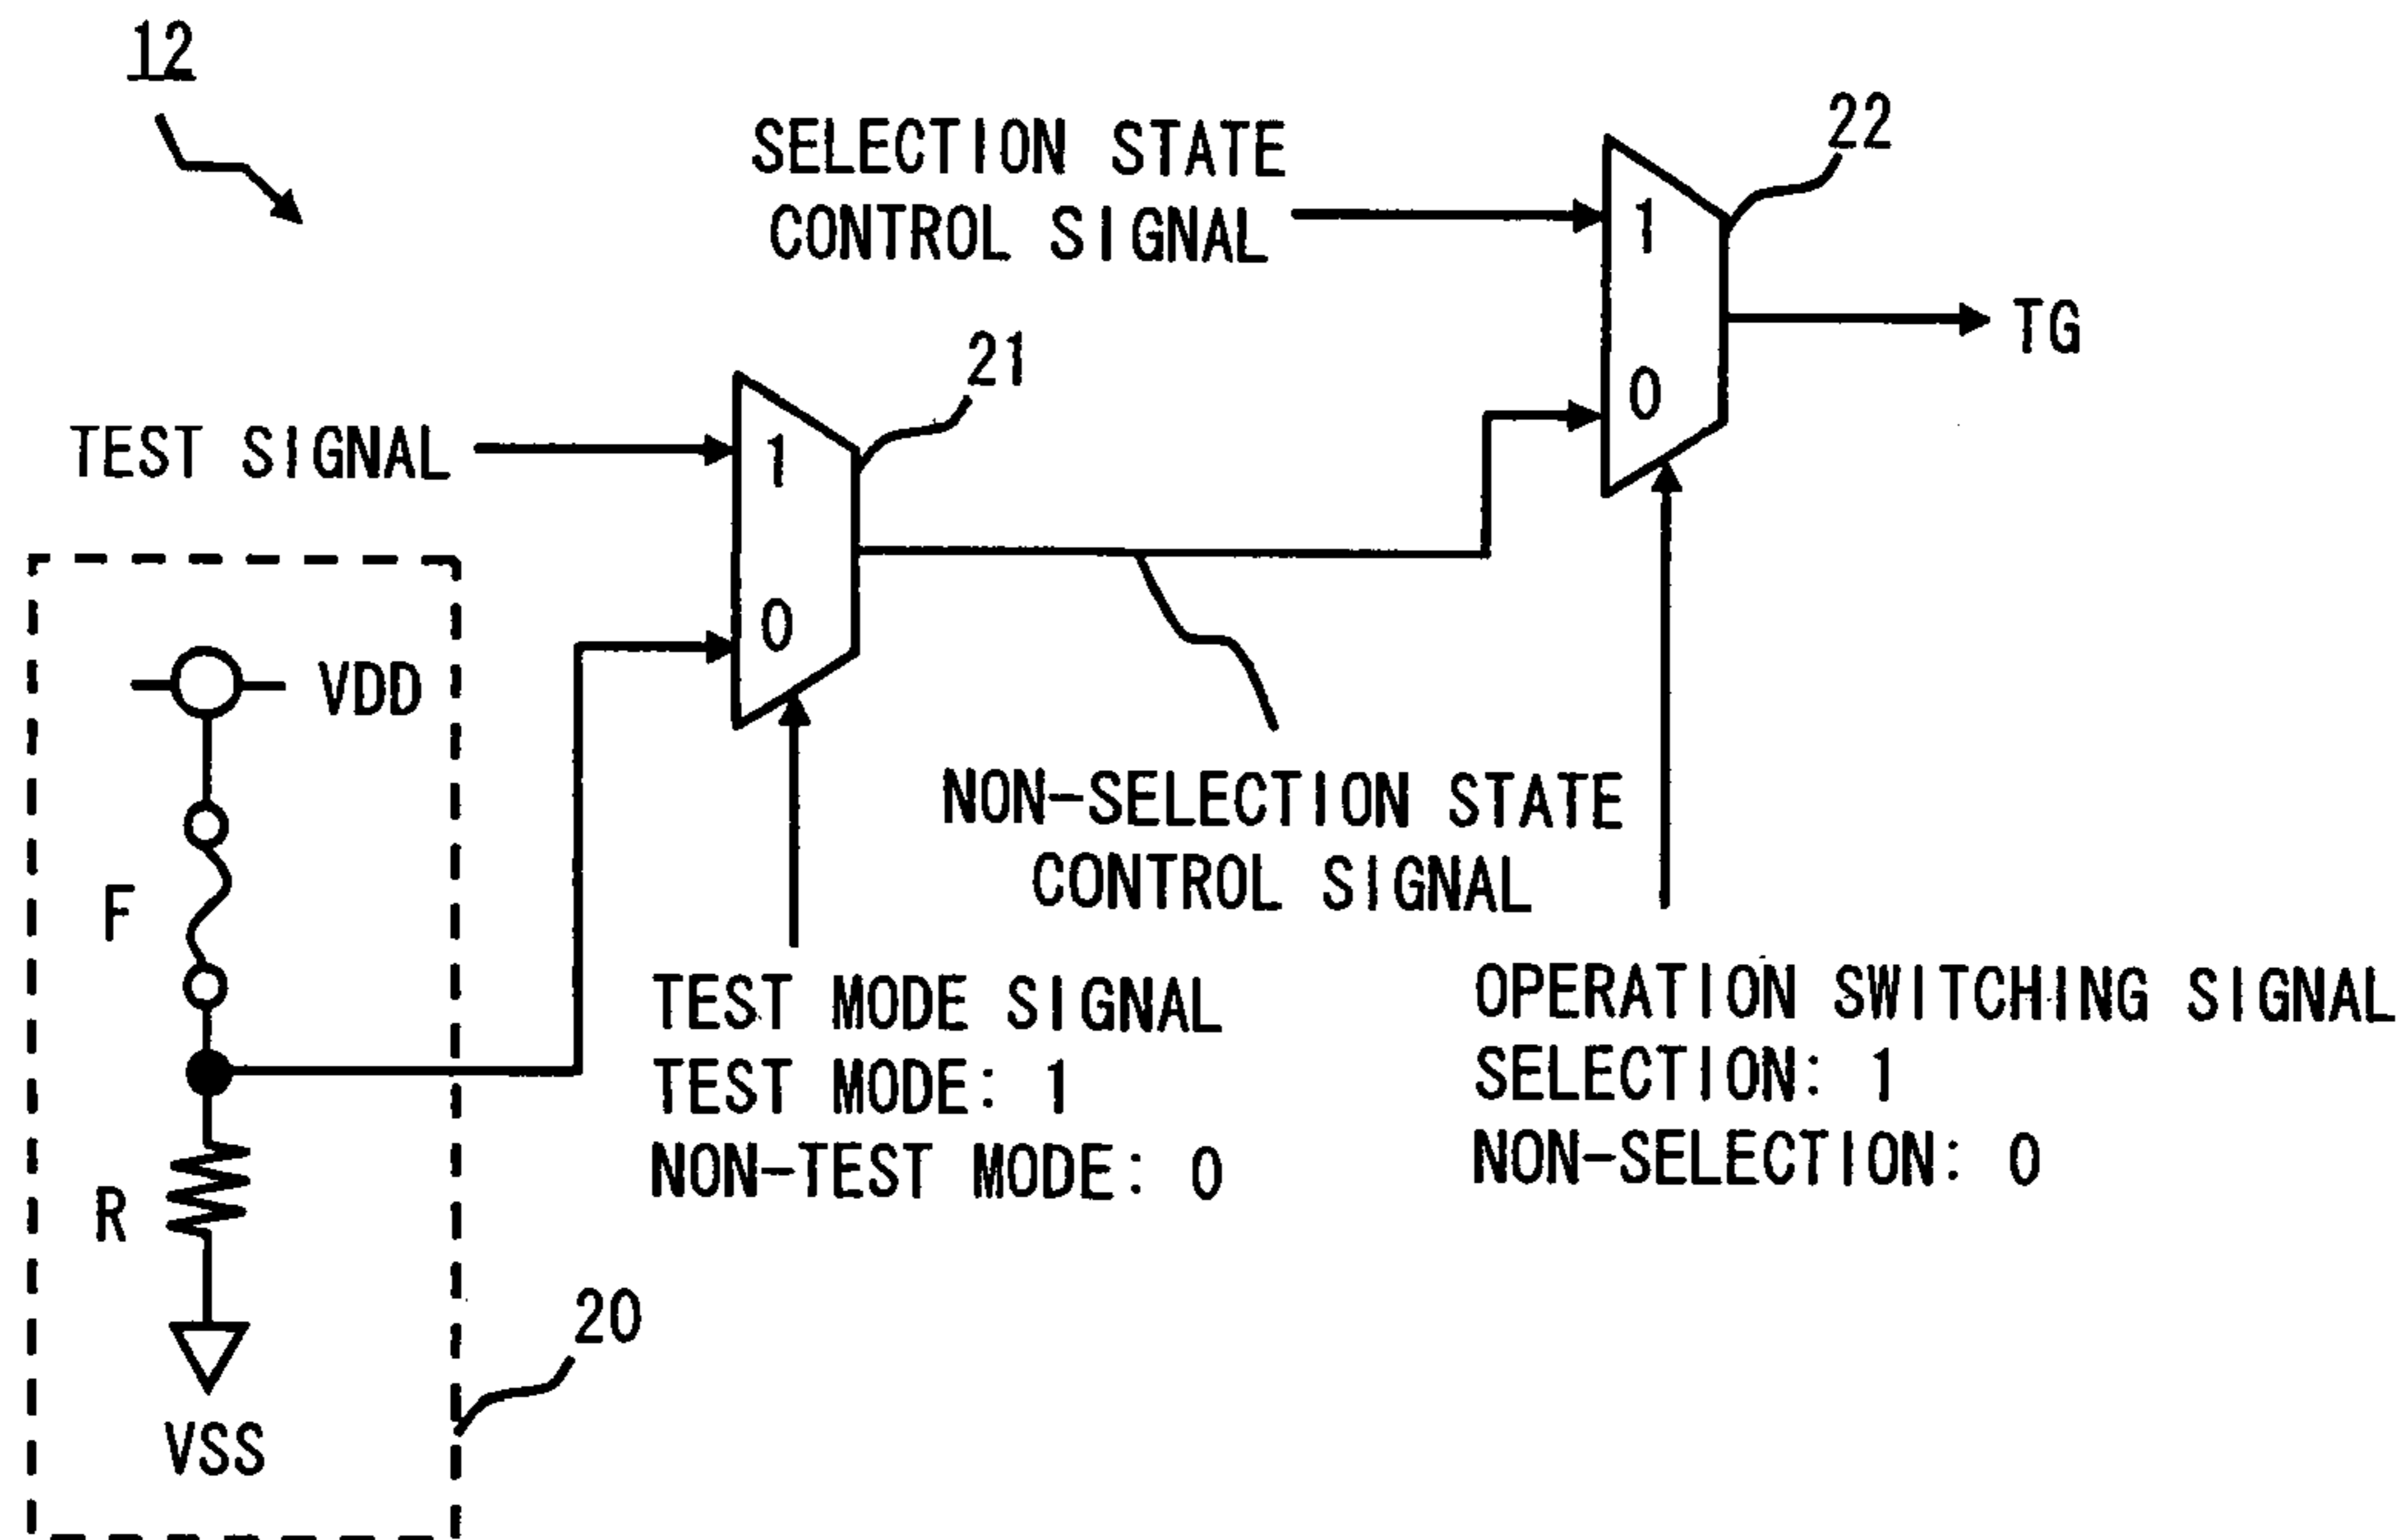 12
SELECTION STATE
CONTROL SIGNAL
22
1
0
TG
21
TEST SIGNAL
1
0
VDD
F
R
VSS
20
NON-SELECTION STATE
CONTROL SIGNAL
TEST MODE SIGNAL
TEST MODE: 1
NON-TEST MODE: 0
OPERATION SWITCHING SIGNAL
SELECTION: 1
NON-SELECTION: 0